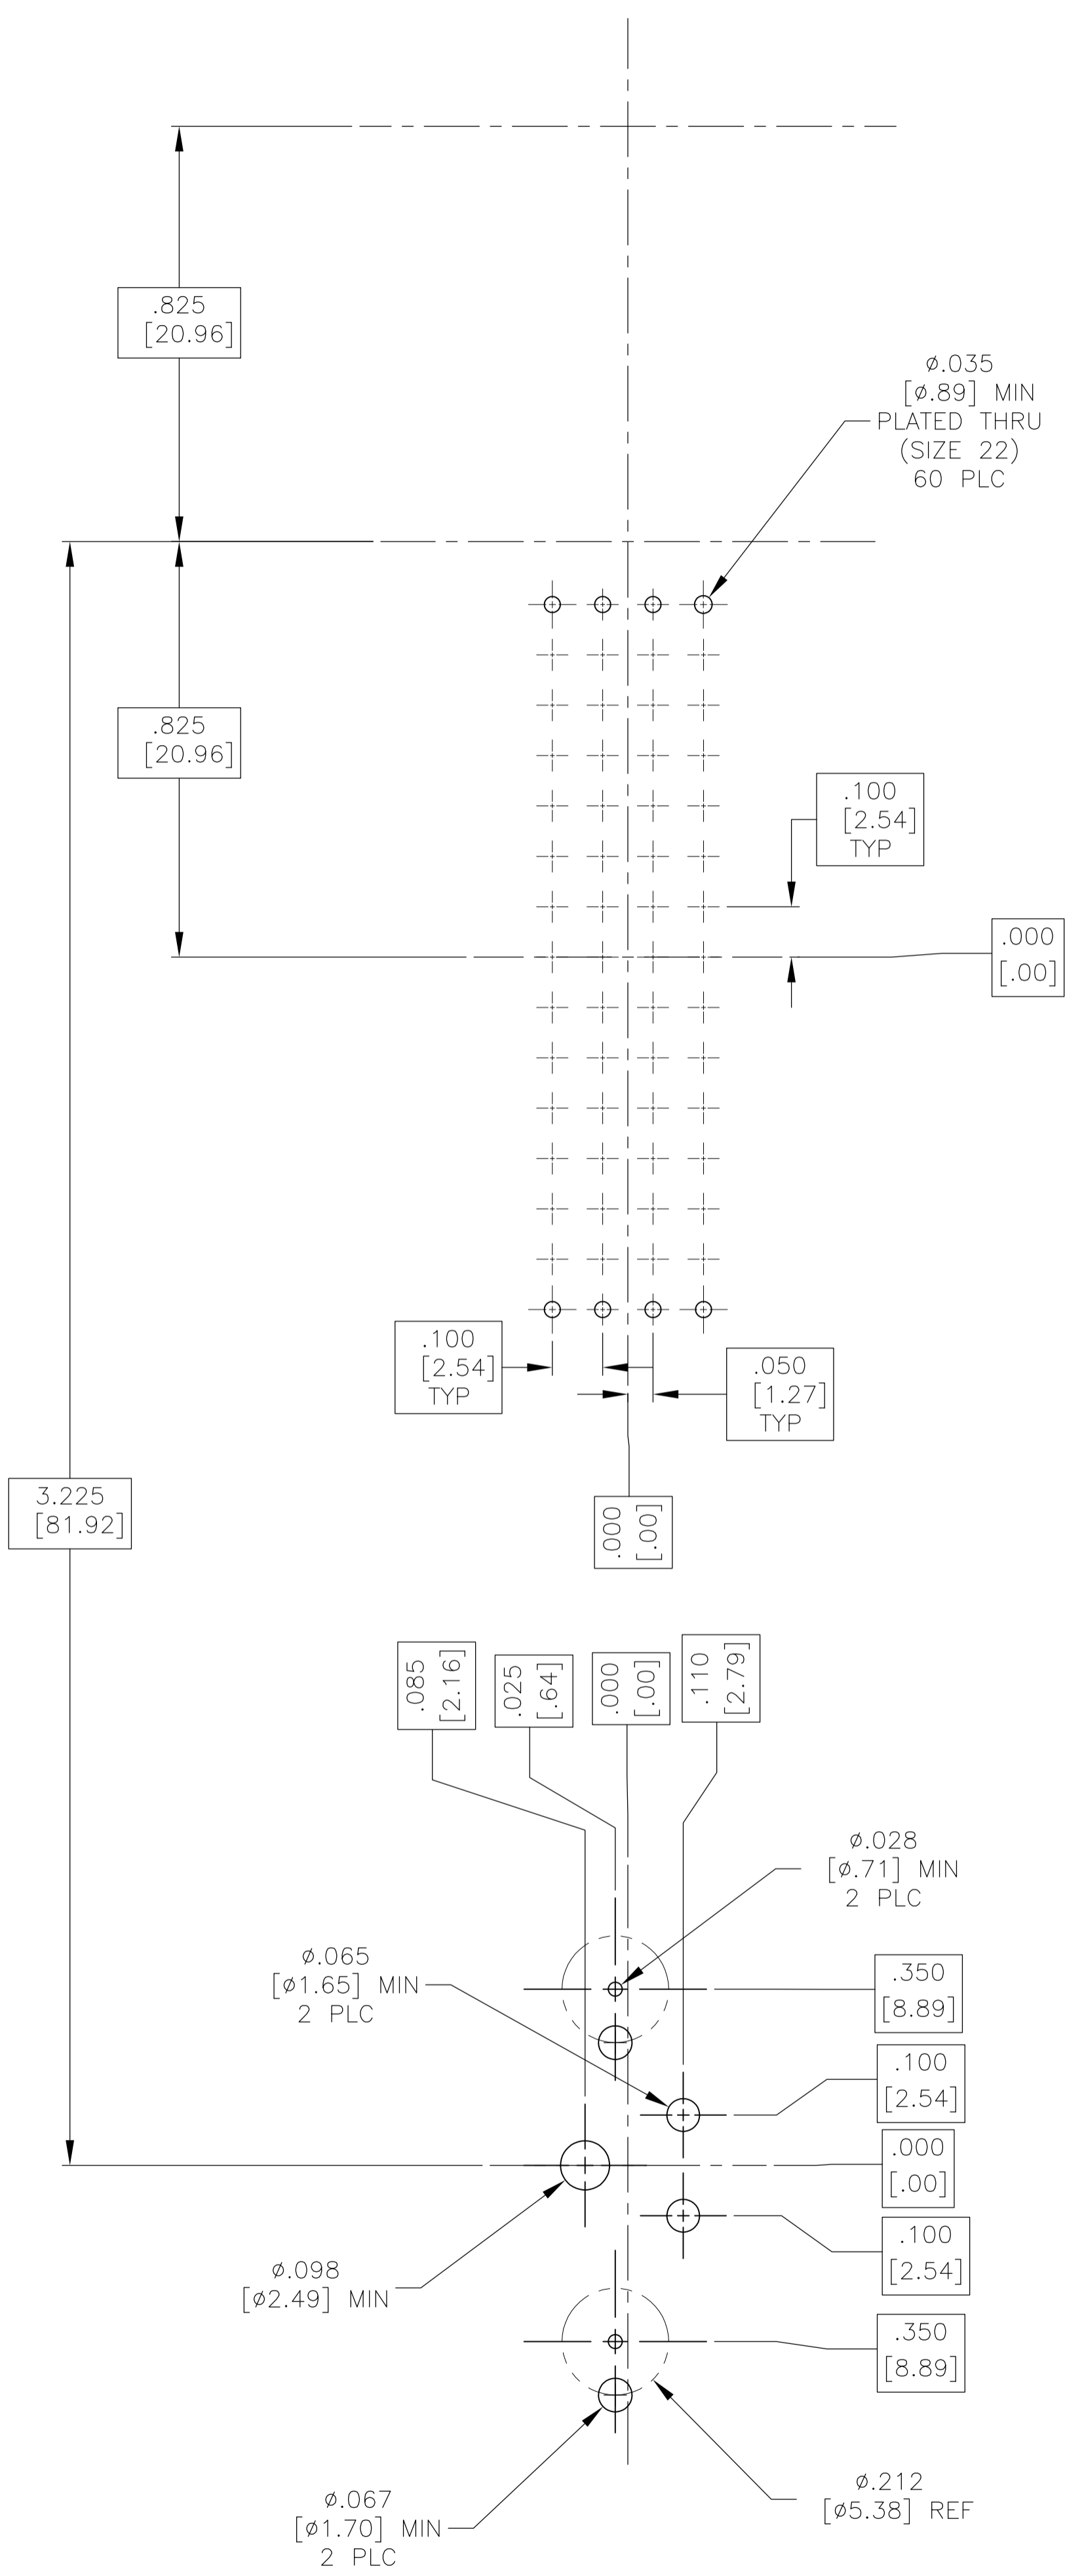 .825
[20.96]
ø.035
[ø.89] MIN
PLATED THRU
(SIZE 22)
60 PLC
.825
[20.96]
.100
[2.54]
TYP
.000
[.00]
.100
[2.54]
TYP
.050
[1.27]
TYP
3.225
[81.92]
.000
[.00]
.085
[2.16]
.025
[.64]
.000
[.00]
.110
[2.79]
ø.028
[ø.71] MIN
2 PLC
ø.065
[ø1.65] MIN
2 PLC
.350
[8.89]
.100
[2.54]
.000
[.00]
.100
[2.54]
ø.098
[ø2.49] MIN
.350
[8.89]
ø.212
[ø5.38] REF
ø.067
[ø1.70] MIN
2 PLC